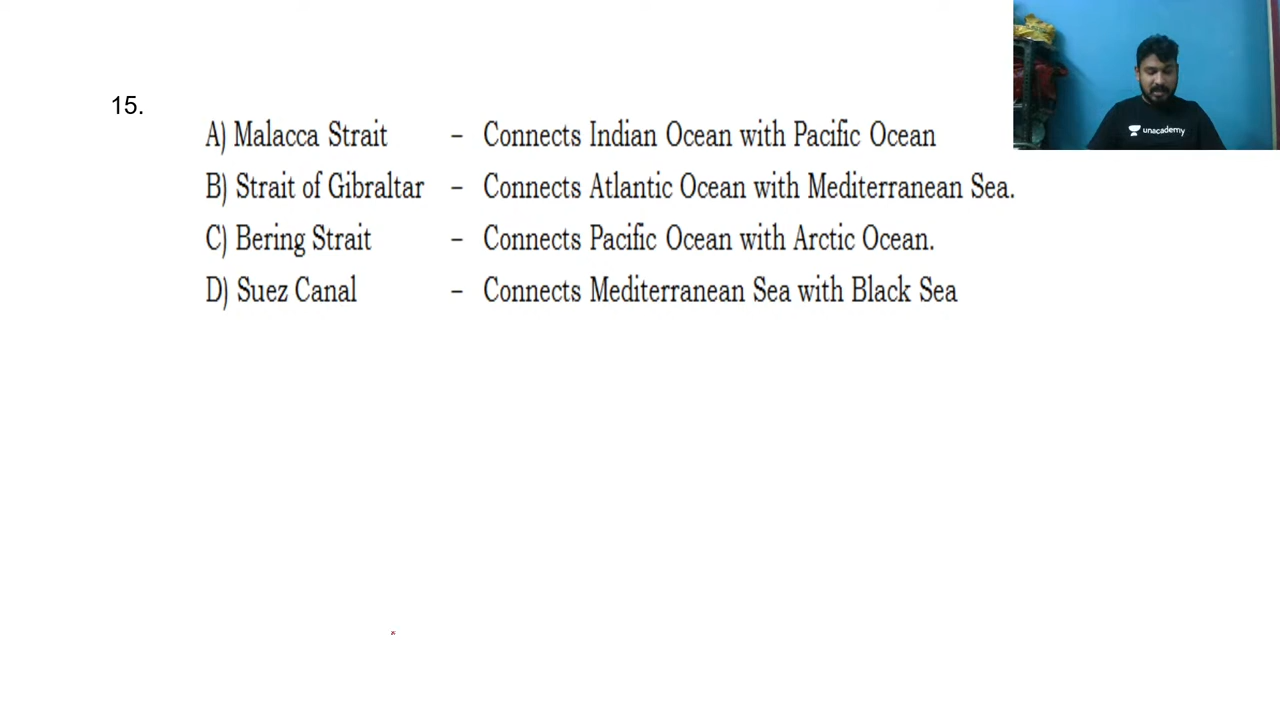 15.
A) Malacca Strait – Connects Indian Ocean with Pacific Ocean
B) Strait of Gibraltar – Connects Atlantic Ocean with Mediterranean Sea.
C) Bering Strait – Connects Pacific Ocean with Arctic Ocean.
D) Suez Canal – Connects Mediterranean Sea with Black Sea
unacademy